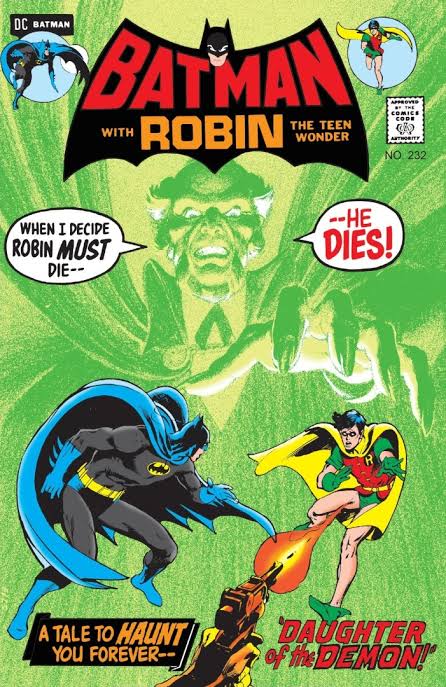 DC BATMAN
BATMAN
WITH ROBIN THE TEEN
WONDER
APPROVED
BY THE
COMICS
CODE
AUTHORITY
NO. 232
WHEN I DECIDE
ROBIN MUST
DIE--
--HE
DIES!
R
A TALE TO HAUNT
YOU FOREVER--
"DAUGHTER
of the DEMON!"